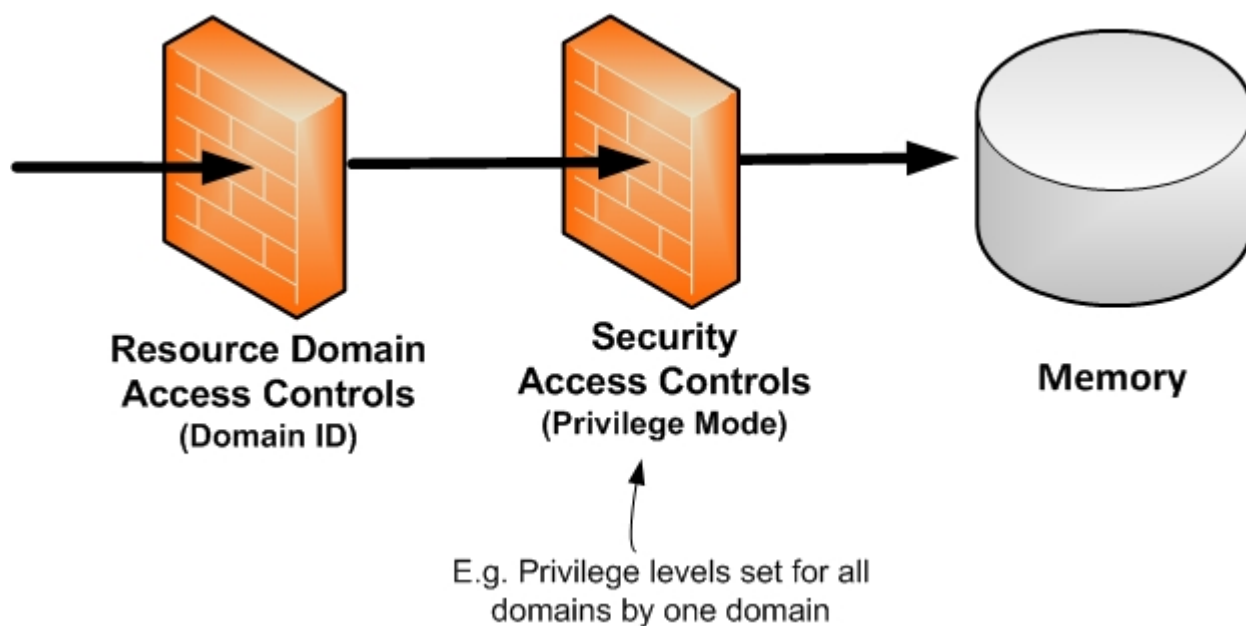 Resource Domain
Access Controls
(Domain ID)
Security
Access Controls
(Privilege Mode)
Memory
E.g. Privilege levels set for all
domains by one domain